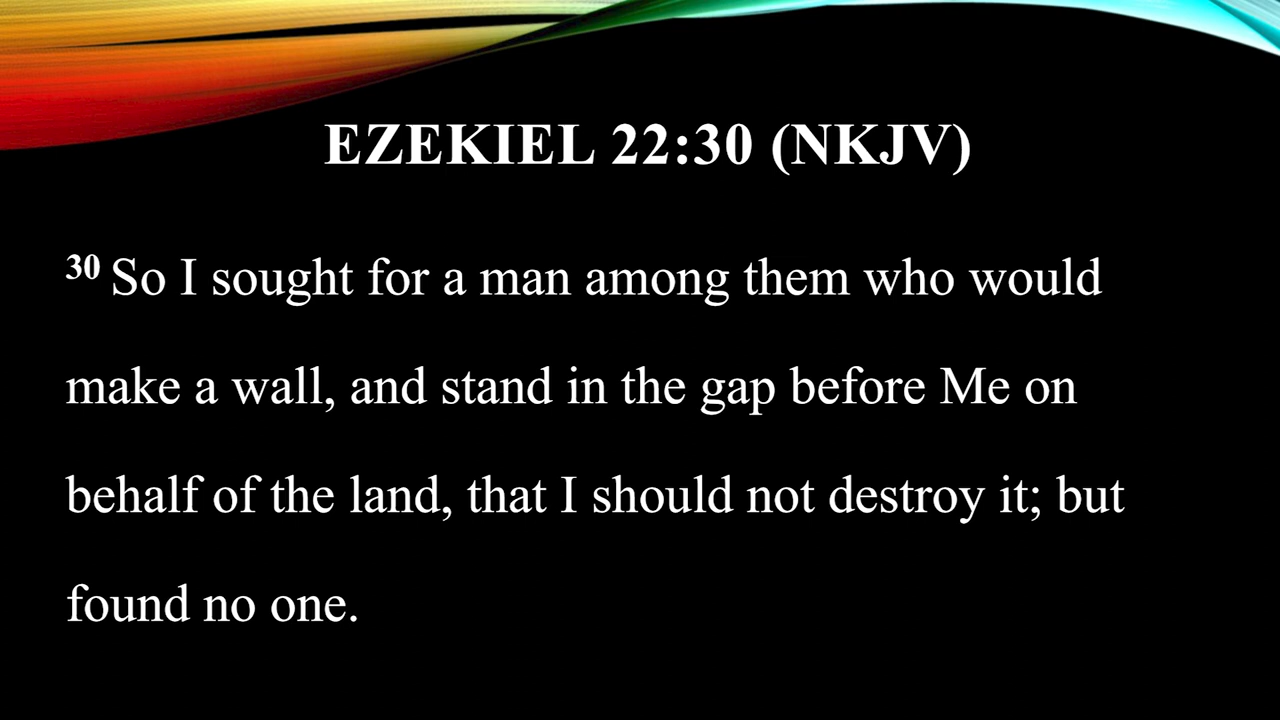 EZEKIEL 22:30 (NKJV)
30 So I sought for a man among them who would
make a wall, and stand in the gap before Me on
behalf of the land, that I should not destroy it; but
found no one.